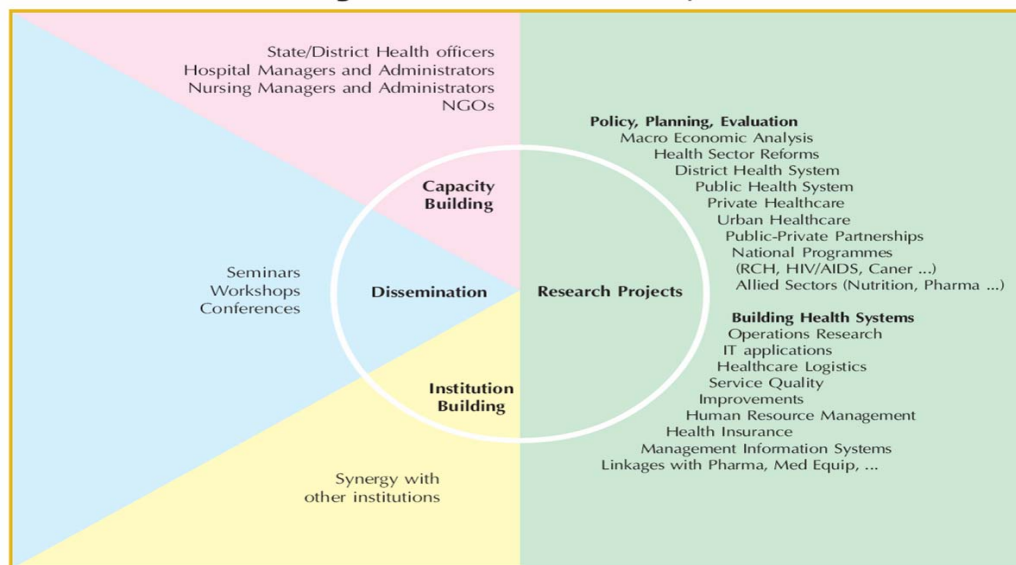 State/District Health officers
Hospital Managers and Administrators
Nursing Managers and Administrators
NGOs
Capacity
Building
Seminars
Workshops
Conferences
Dissemination
Institution
Building
Synergy with
other institutions
Research Projects
Policy, Planning, Evaluation
Macro Economic Analysis
Health Sector Reforms
District Health System
Public Health System
Private Healthcare
Urban Healthcare
Public-Private Partnerships
National Programmes
(RCH, HIV/AIDS, Caner ...)
Allied Sectors (Nutrition, Pharma ...)
Building Health Systems
Operations Research
IT applications
Healthcare Logistics
Service Quality
Improvements
Human Resource Management
Health Insurance
Management Information Systems
Linkages with Pharma, Med Equip, ...